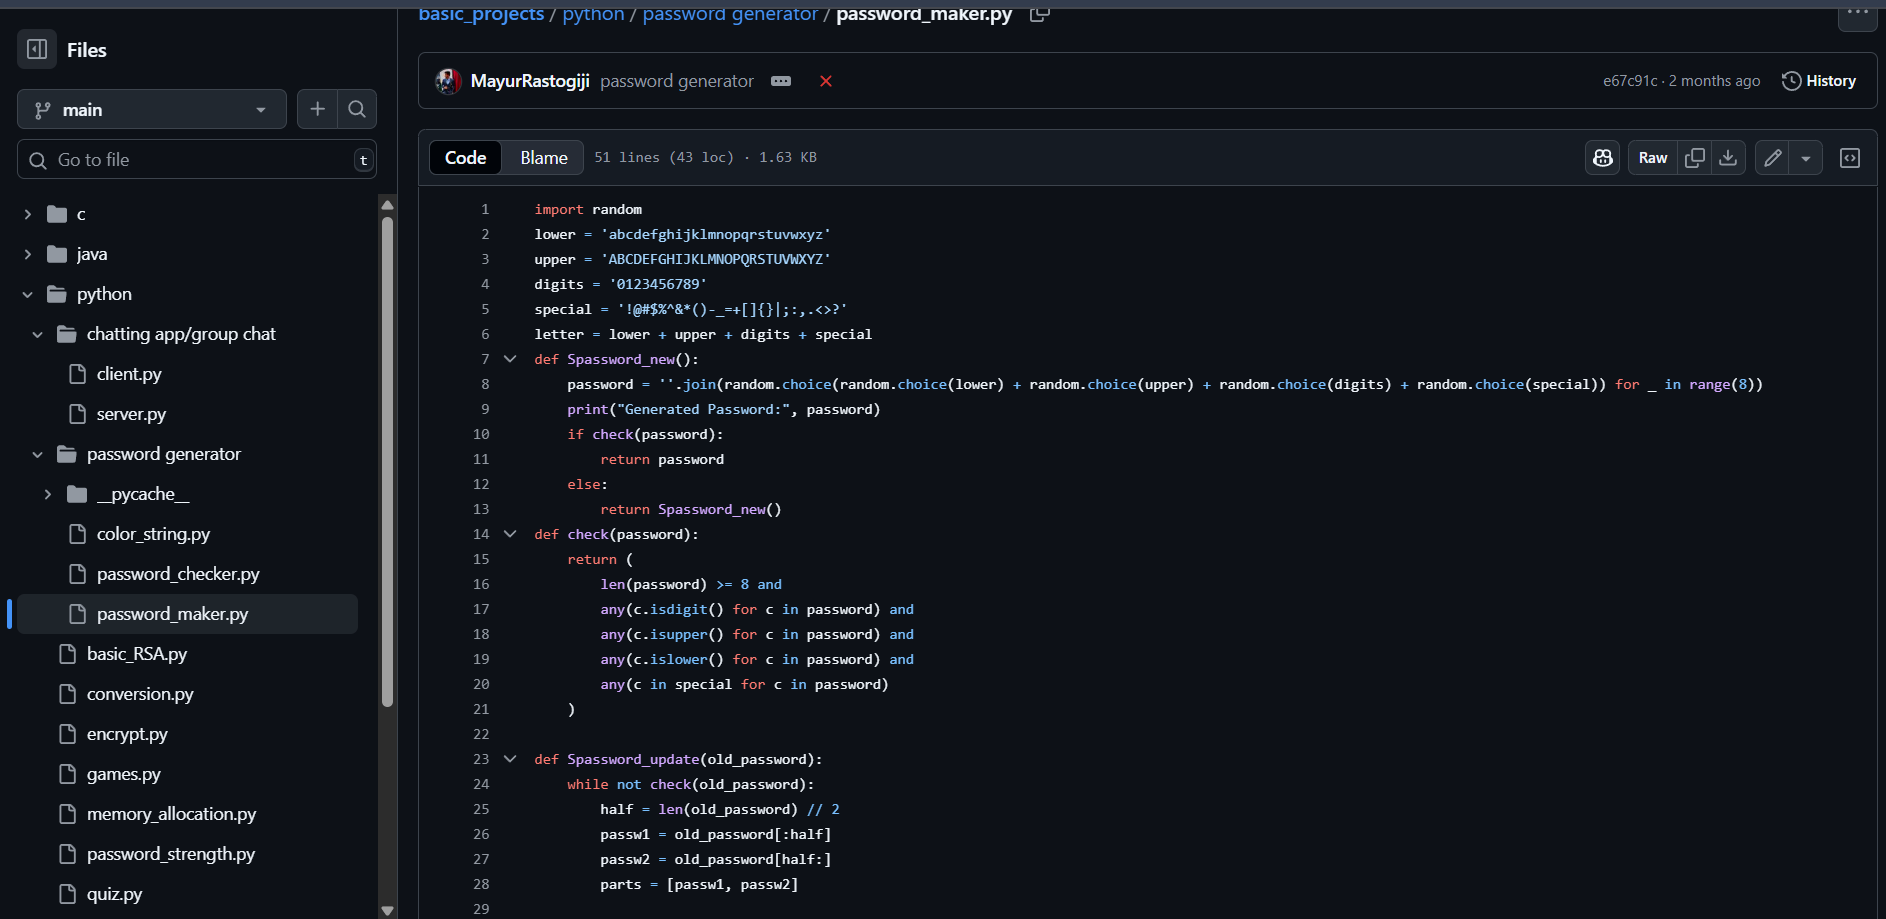 Files
main
Go to file
t
c
java
python
chatting app/group chat
client.py
server.py
password generator
__pycache__
color_string.py
password_checker.py
password_maker.py
basic_RSA.py
conversion.py
encrypt.py
games.py
memory_allocation.py
password_strength.py
quiz.py
basic_projects / python / password generator / password_maker.py
MayurRastogiji password generator
e67c91c · 2 months ago
History
Code
Blame
51 lines (43 loc) · 1.63 KB
Raw
1 import random
2 lower = 'abcdefghijklmnopqrstuvwxyz'
3 upper = 'ABCDEFGHIJKLMNOPQRSTUVWXYZ'
4 digits = '0123456789'
5 special = '!@#$%^&*()-_=+[]{}|;:,.<>?'
6 letter = lower + upper + digits + special
7 def Spassword_new():
8     password = ''.join(random.choice(random.choice(lower) + random.choice(upper) + random.choice(digits) + random.choice(special)) for _ in range(8))
9     print("Generated Password:", password)
10     if check(password):
11         return password
12     else:
13         return Spassword_new()
14 def check(password):
15     return (
16         len(password) >= 8 and
17         any(c.isdigit() for c in password) and
18         any(c.isupper() for c in password) and
19         any(c.islower() for c in password) and
20         any(c in special for c in password)
21     )
22
23 def Spassword_update(old_password):
24     while not check(old_password):
25         half = len(old_password) // 2
26         passw1 = old_password[:half]
27         passw2 = old_password[half:]
28         parts = [passw1, passw2]
29